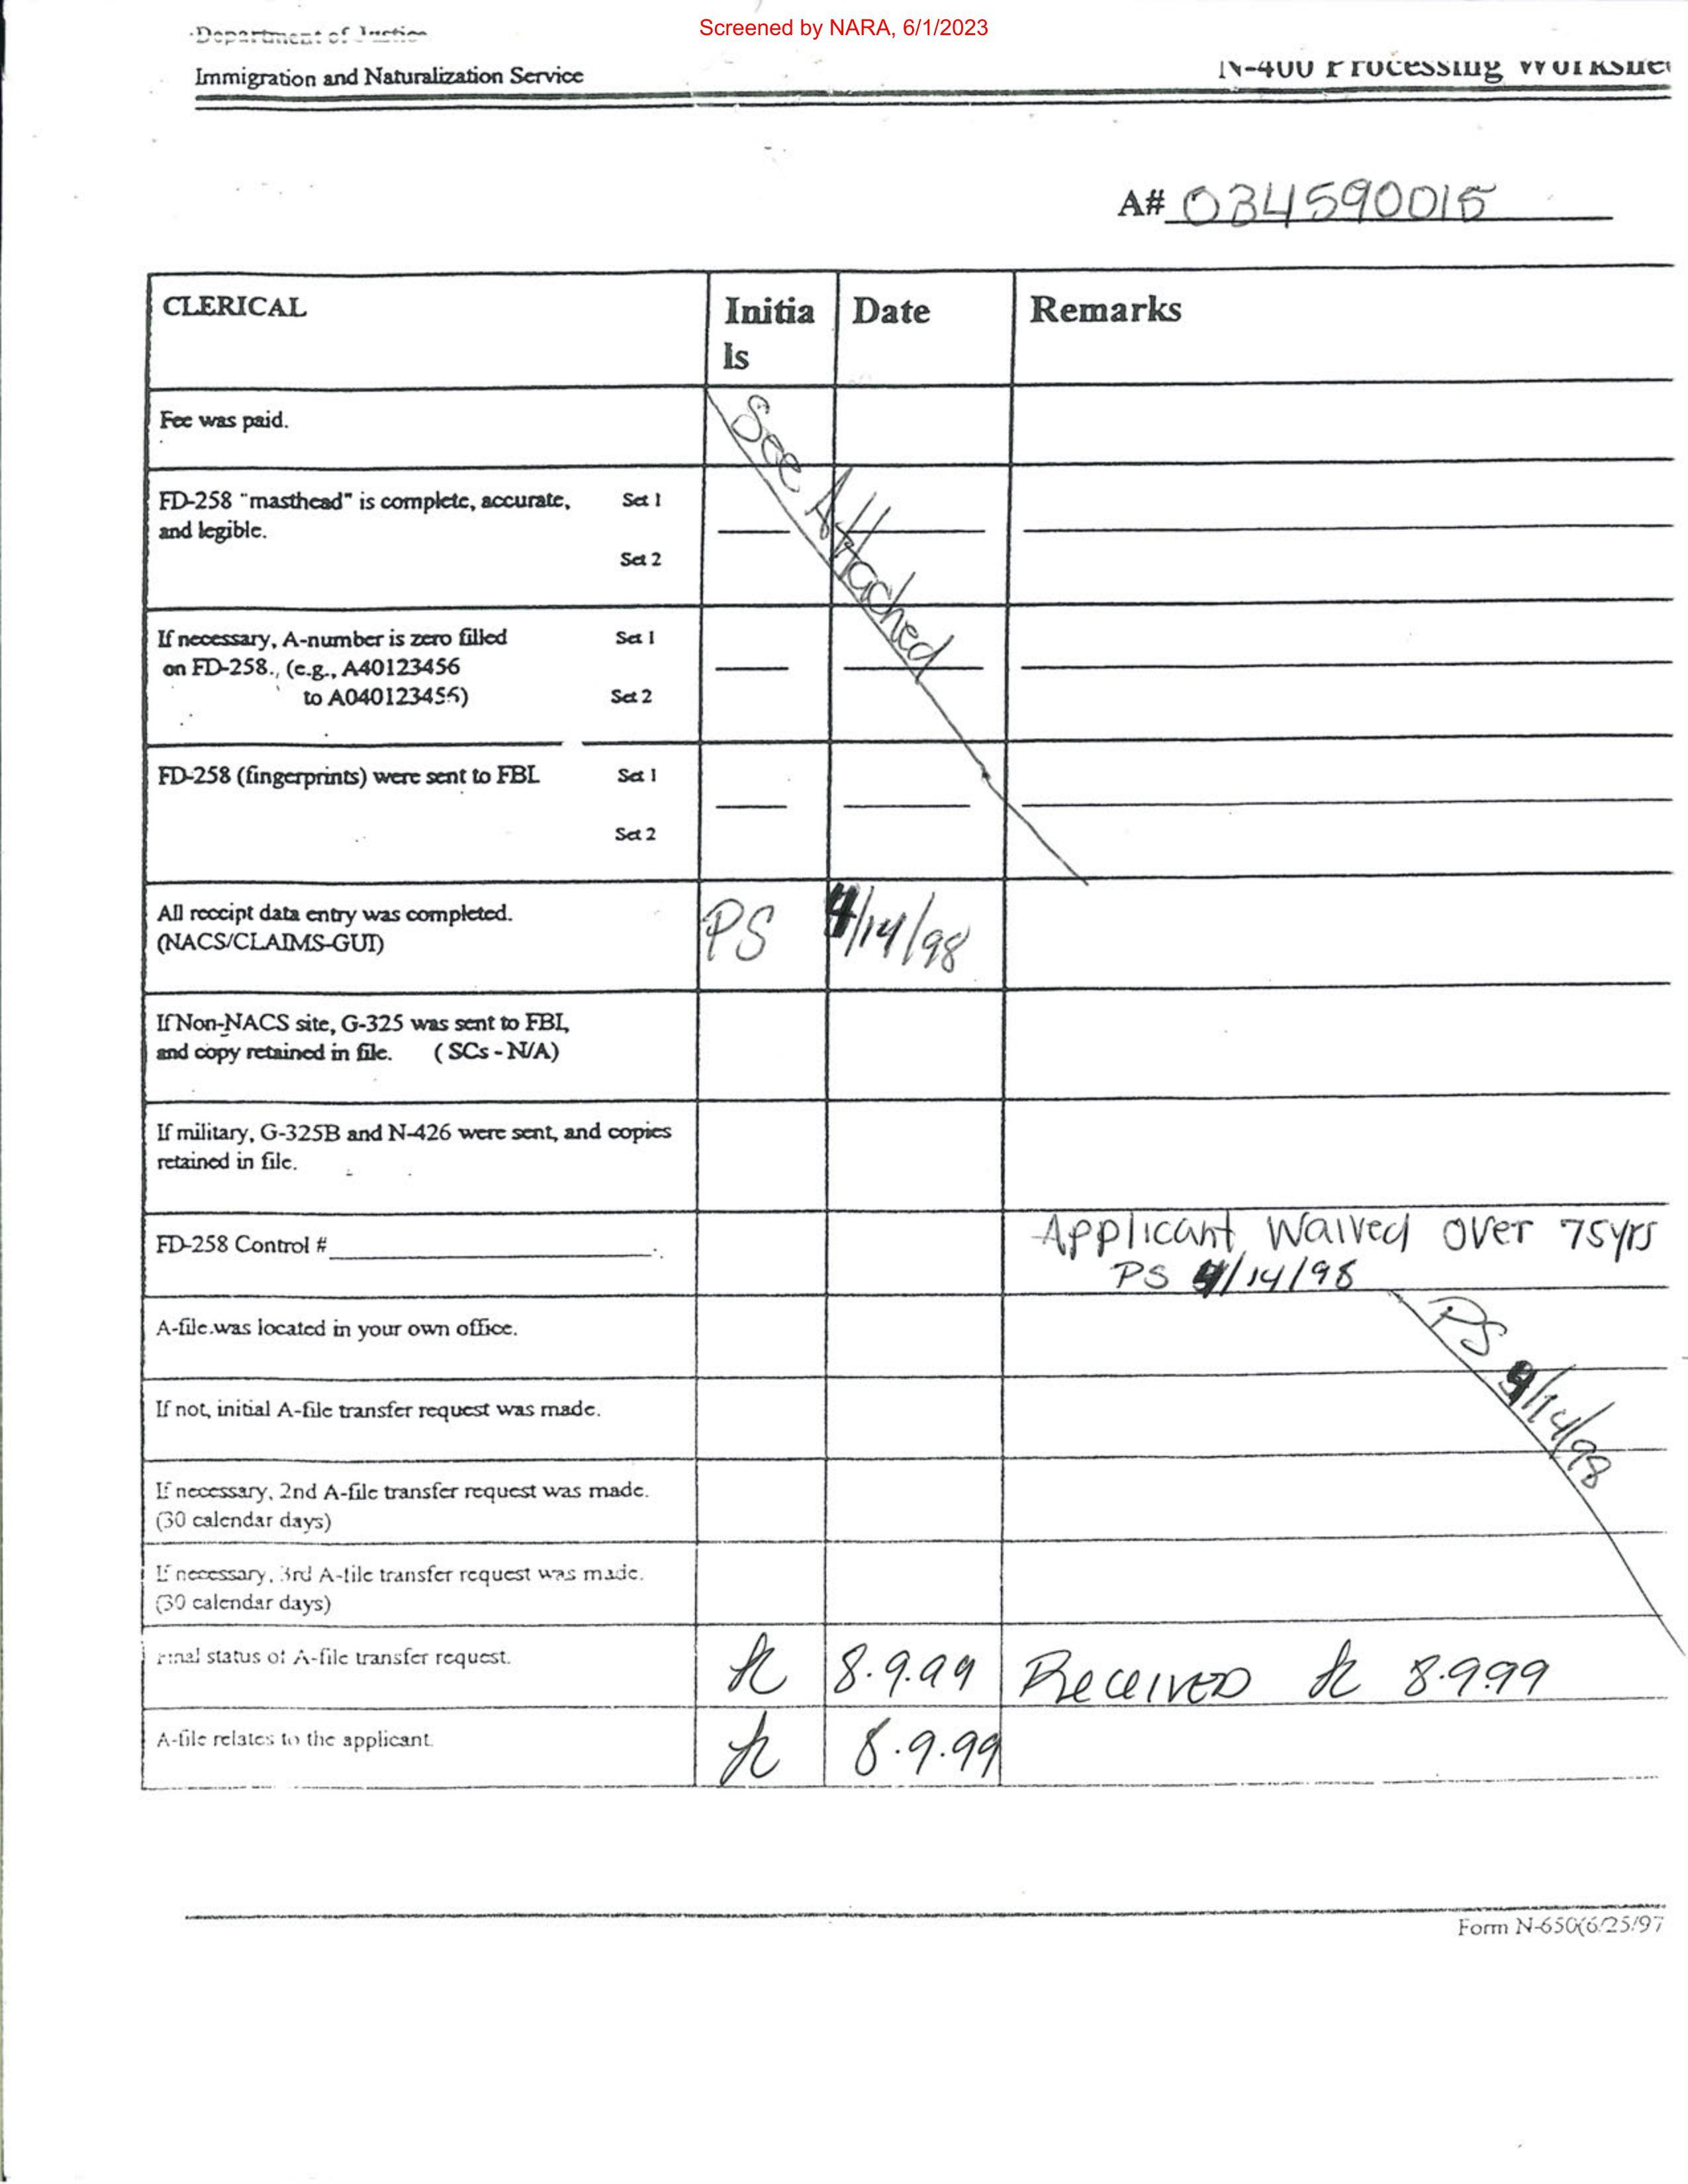 Screened by NARA, 6/1/2023
Department of Justice
Immigration and Naturalization Service
N-400 Processing Workshe
A# 034590015
CLERICAL
Initia
ls
Date
Remarks
Fee was paid.
See Attached
FD-258 "masthead" is complete, accurate, Set 1
and legible.
Set 2
If necessary, A-number is zero filled Set 1
on FD-258., (e.g., A40123456
to A040123456) Set 2
FD-258 (fingerprints) were sent to FBI. Set 1
Set 2
All receipt data entry was completed.
(NACS/CLAIMS-GUI)
PS 4/14/98
If Non-NACS site, G-325 was sent to FBI,
and copy retained in file. ( SCs - N/A)
If military, G-325B and N-426 were sent, and copies
retained in file.
FD-258 Control #
Applicant Waived over 75yrs
PS 4/14/98
A-file.was located in your own office.
PS 4/14/98
If not, initial A-file transfer request was made.
If necessary, 2nd A-file transfer request was made.
(30 calendar days)
If necessary, 3rd A-file transfer request was made.
(30 calendar days)
Final status of A-file transfer request.
8.9.99 Received 8.9.99
A-file relates to the applicant.
8.9.99
Form N-650(6/25/97